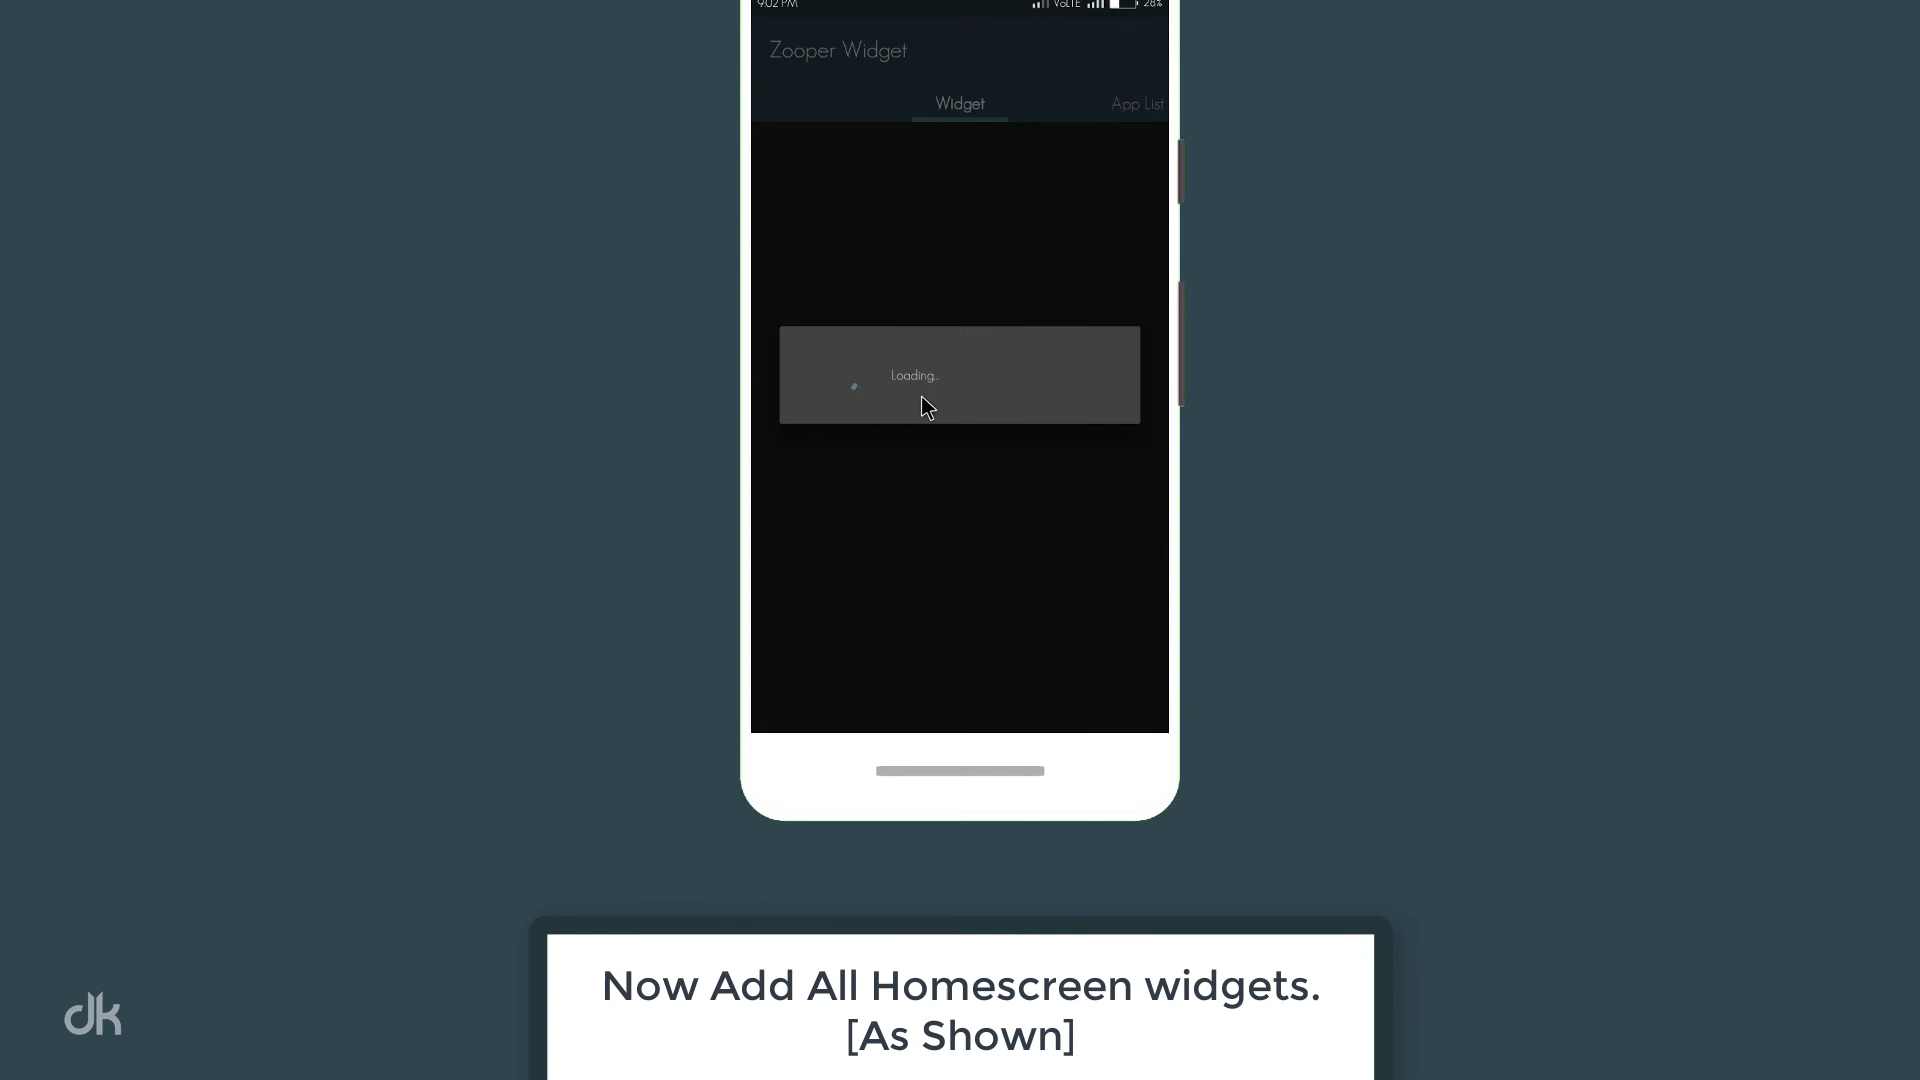 9:02 PM VoLTE 28%
Zooper Widget
Widget App List
Loading...
Now Add All Homescreen widgets.
[As Shown]
dk